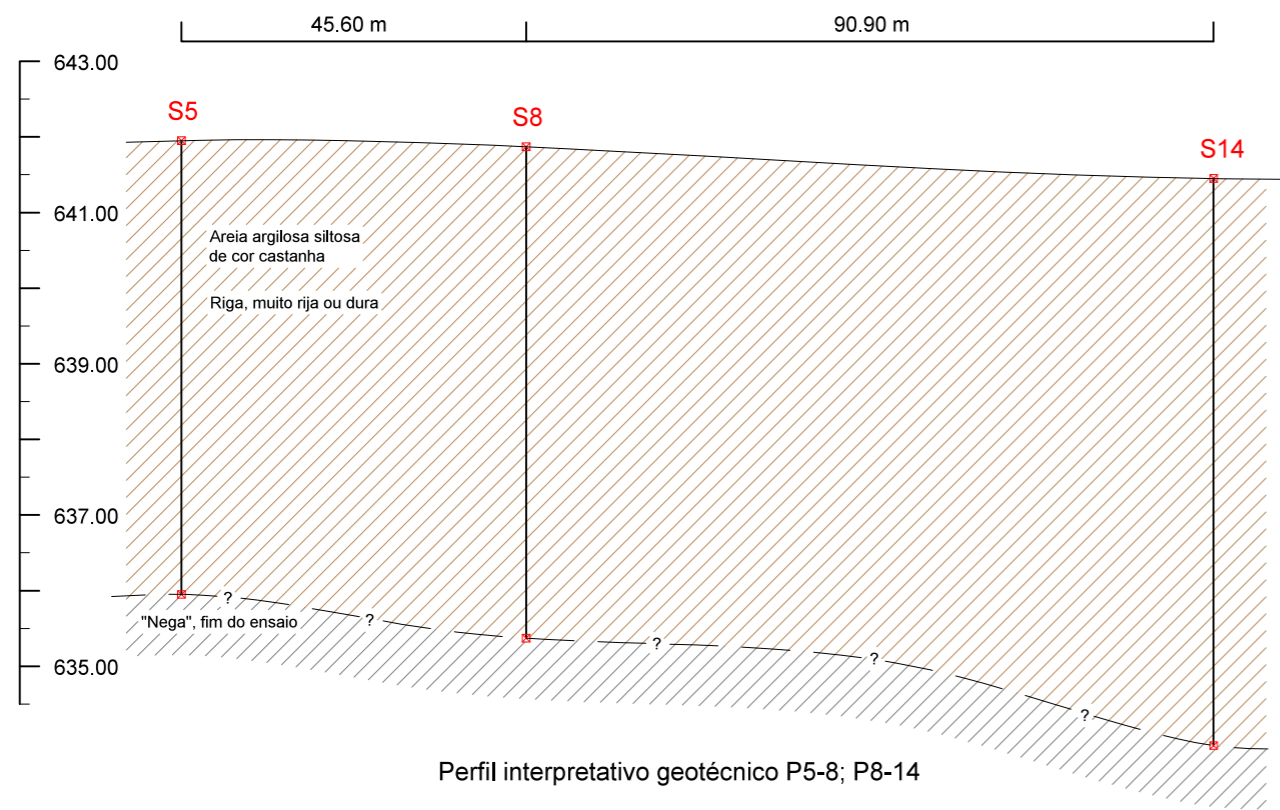 45.60 m
90.90 m
643.00
S5
S8
S14
641.00
Areia argilosa siltosa
de cor castanha
Riga, muito rija ou dura
639.00
637.00
?
?
"Nega", fim do ensaio
?
?
635.00
?
Perfil interpretativo geotécnico P5-8; P8-14